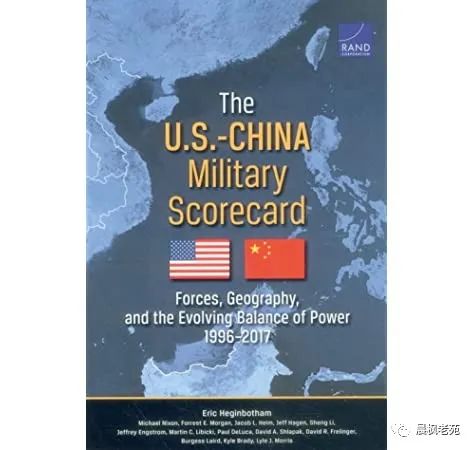 RAND
CORPORATION
The
U.S.-CHINA
Military
Scorecard
Forces, Geography,
and the Evolving Balance of Power
1996–2017
Eric Heginbotham
Michael Nixon, Forrest E. Morgan, Jacob L. Heim, Jeff Hagen, Sheng Li,
Jeffrey Engstrom, Martin C. Libicki, Paul DeLuca, David A. Shlapak, David R. Frelinger,
Burgess Laird, Kyle Brady, Lyle J. Morris
晨枫老苑